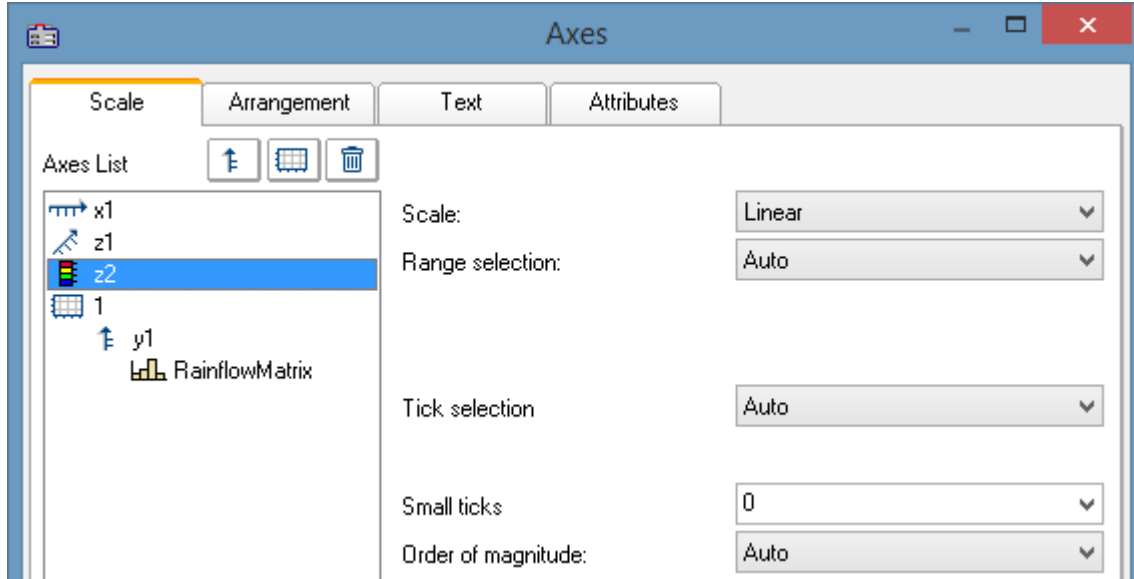 Axes
Scale Arrangement Text Attributes
Axes List
x1
z1
z2
1
y1
RainflowMatrix
Scale: Linear
Range selection: Auto
Tick selection Auto
Small ticks 0
Order of magnitude: Auto